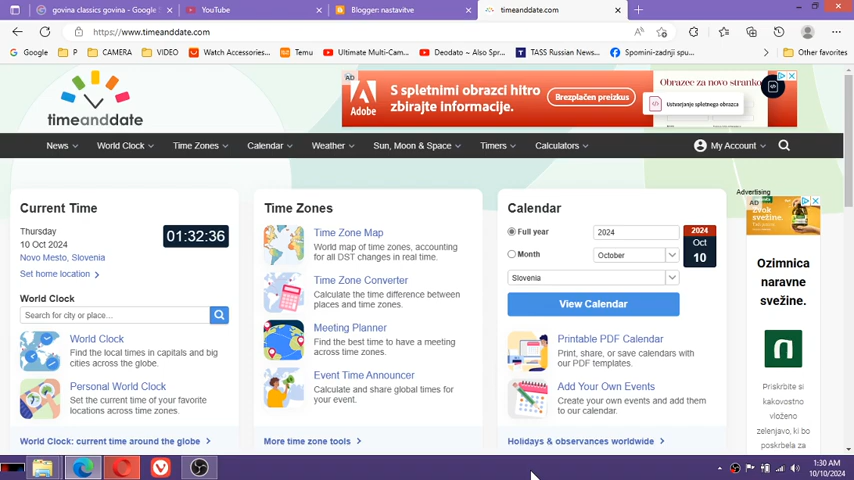 govina classics govina - Google S
YouTube
Blogger: nastavitve
timeanddate.com
https://www.timeanddate.com
Google
P
CAMERA
VIDEO
Watch Accessories...
Temu
Ultimate Multi-Cam...
Deodato ~ Also Spr...
TASS Russian News...
Spomini-zadnji spu...
Other favorites
timeanddate
AD
Adobe
S spletnimi obrazci hitro
zbirajte informacije.
Brezplačen preizkus
Obrazec za novo stranko
Ustvarjanje spletnega obrazca
News
World Clock
Time Zones
Calendar
Weather
Sun, Moon & Space
Timers
Calculators
My Account
Current Time
Thursday
10 Oct 2024
Novo Mesto, Slovenia
Set home location
01:32:36
World Clock
Search for city or place...
World Clock
Find the local times in capitals and big
cities across the globe.
Personal World Clock
Set the current time of your favorite
locations across time zones.
World Clock: current time around the globe
Time Zones
Time Zone Map
World map of time zones, accounting
for all DST changes in real time.
Time Zone Converter
Calculate the time difference between
places and time zones.
Meeting Planner
Find the best time to have a meeting
across time zones.
Event Time Announcer
Calculate and share global times for
your event.
More time zone tools
Calendar
Full year
2024
Month
October
2024
Oct
10
Slovenia
View Calendar
Printable PDF Calendar
Print, share, or save calendars with
our PDF templates.
Add Your Own Events
Create your own events and add them
to our calendar.
Holidays & observances worldwide
Advertising
AD
Zvok
svežine.
Ozimnica
naravne
svežine.
n
Priskrbite si
kakovostno
vloženo
zelenjavo, ki bo
poskrbela za
1:30 AM
10/10/2024